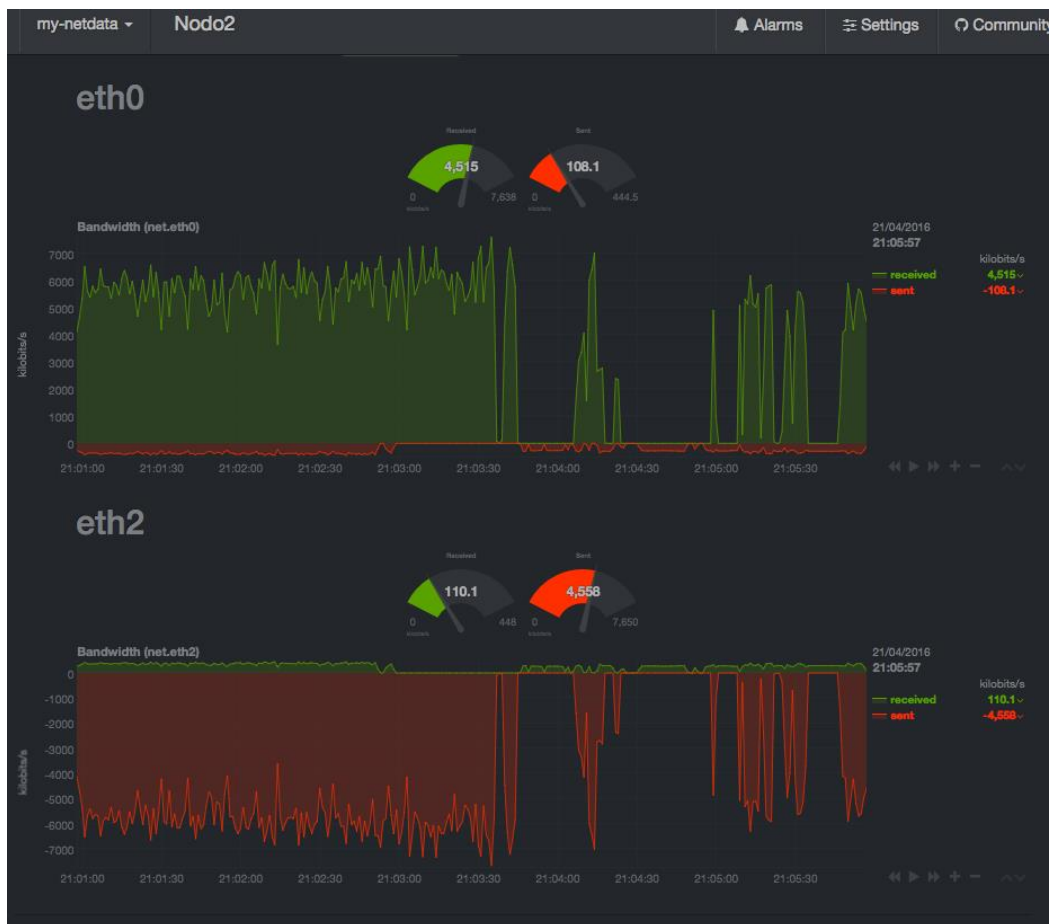 my-netdata Nodo2 Alarms Settings Community
eth0
Received Sent
4,515 108.1
0 7,638 0 444.5
kilobits/s kilobits/s
Bandwidth (net.eth0) 21/04/2016
21:05:57
kilobits/s
received 4,515
sent -108.1
7000
6000
5000
4000
3000
2000
1000
0
kilobits/s
21:01:00 21:01:30 21:02:00 21:02:30 21:03:00 21:03:30 21:04:00 21:04:30 21:05:00 21:05:30
eth2
Received Sent
110.1 4,558
0 448 0 7,650
kilobits/s kilobits/s
Bandwidth (net.eth2) 21/04/2016
21:05:57
kilobits/s
received 110.1
sent -4,558
0
-1000
-2000
-3000
-4000
-5000
-6000
-7000
kilobits/s
21:01:00 21:01:30 21:02:00 21:02:30 21:03:00 21:03:30 21:04:00 21:04:30 21:05:00 21:05:30